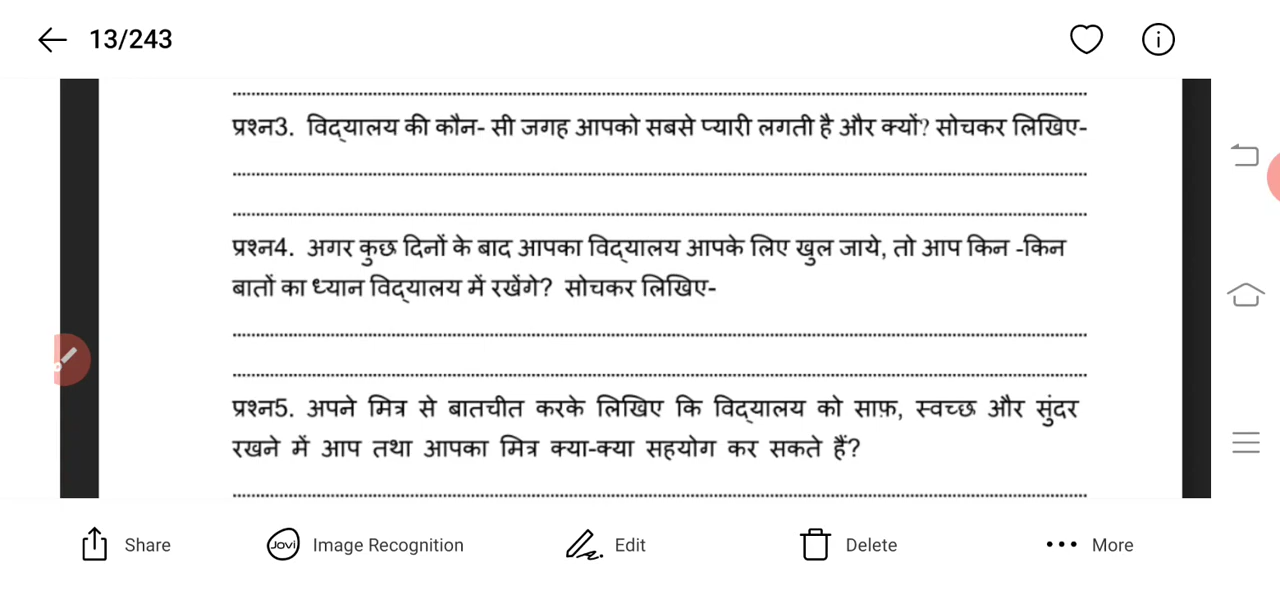 13/243
प्रश्न3. विद्यालय की कौन- सी जगह आपको सबसे प्यारी लगती है और क्यों? सोचकर लिखिए-
प्रश्न4. अगर कुछ दिनों के बाद आपका विद्यालय आपके लिए खुल जाये, तो आप किन -किन
बातों का ध्यान विद्यालय में रखेंगे? सोचकर लिखिए-
प्रश्न5. अपने मित्र से बातचीत करके लिखिए कि विद्यालय को साफ़, स्वच्छ और सुंदर
रखने में आप तथा आपका मित्र क्या-क्या सहयोग कर सकते हैं?
Share
Jovi Image Recognition
Edit
Delete
More